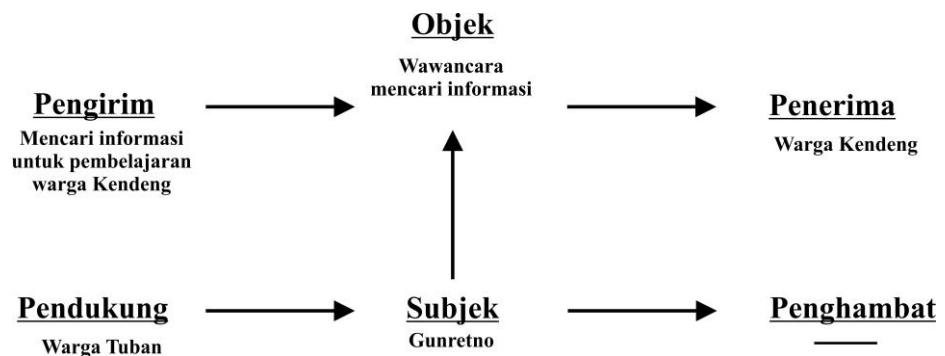 Objek
Wawancara
mencari informasi
Pengirim
Mencari informasi
untuk pembelajaran
warga Kendeng
Penerima
Warga Kendeng
Pendukung
Warga Tuban
Subjek
Gunretno
Penghambat